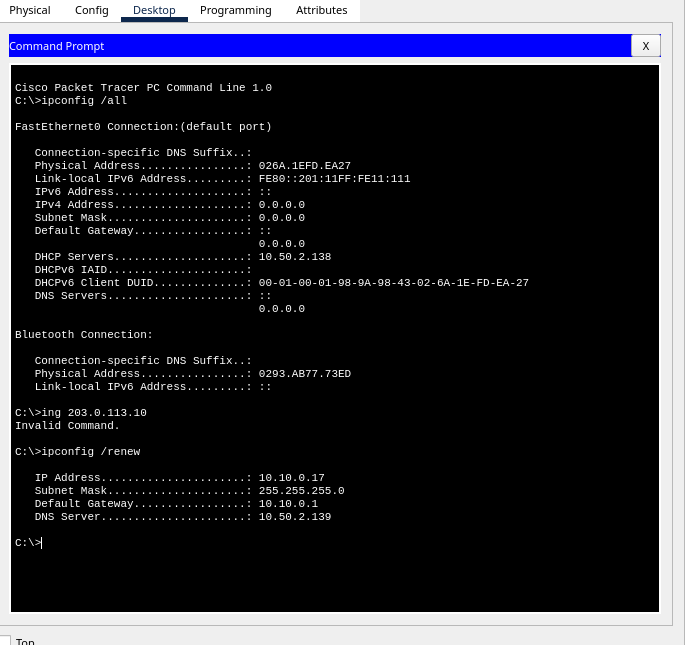 Physical Config Desktop Programming Attributes
Command Prompt X
Cisco Packet Tracer PC Command Line 1.0
C:\>ipconfig /all
FastEthernet0 Connection:(default port)
Connection-specific DNS Suffix..:
Physical Address................: 026A.1EFD.EA27
Link-local IPv6 Address.........: FE80::201:11FF:FE11:111
IPv6 Address....................: ::
IPv4 Address....................: 0.0.0.0
Subnet Mask.....................: 0.0.0.0
Default Gateway.................: ::
0.0.0.0
DHCP Servers....................: 10.50.2.138
DHCPv6 IAID.....................:
DHCPv6 Client DUID..............: 00-01-00-01-98-9A-98-43-02-6A-1E-FD-EA-27
DNS Servers.....................: ::
0.0.0.0
Bluetooth Connection:
Connection-specific DNS Suffix..:
Physical Address................: 0293.AB77.73ED
Link-local IPv6 Address.........: ::
C:\>ing 203.0.113.10
Invalid Command.
C:\>ipconfig /renew
IP Address......................: 10.10.0.17
Subnet Mask.....................: 255.255.255.0
Default Gateway.................: 10.10.0.1
DNS Server......................: 10.50.2.139
C:\>
Top